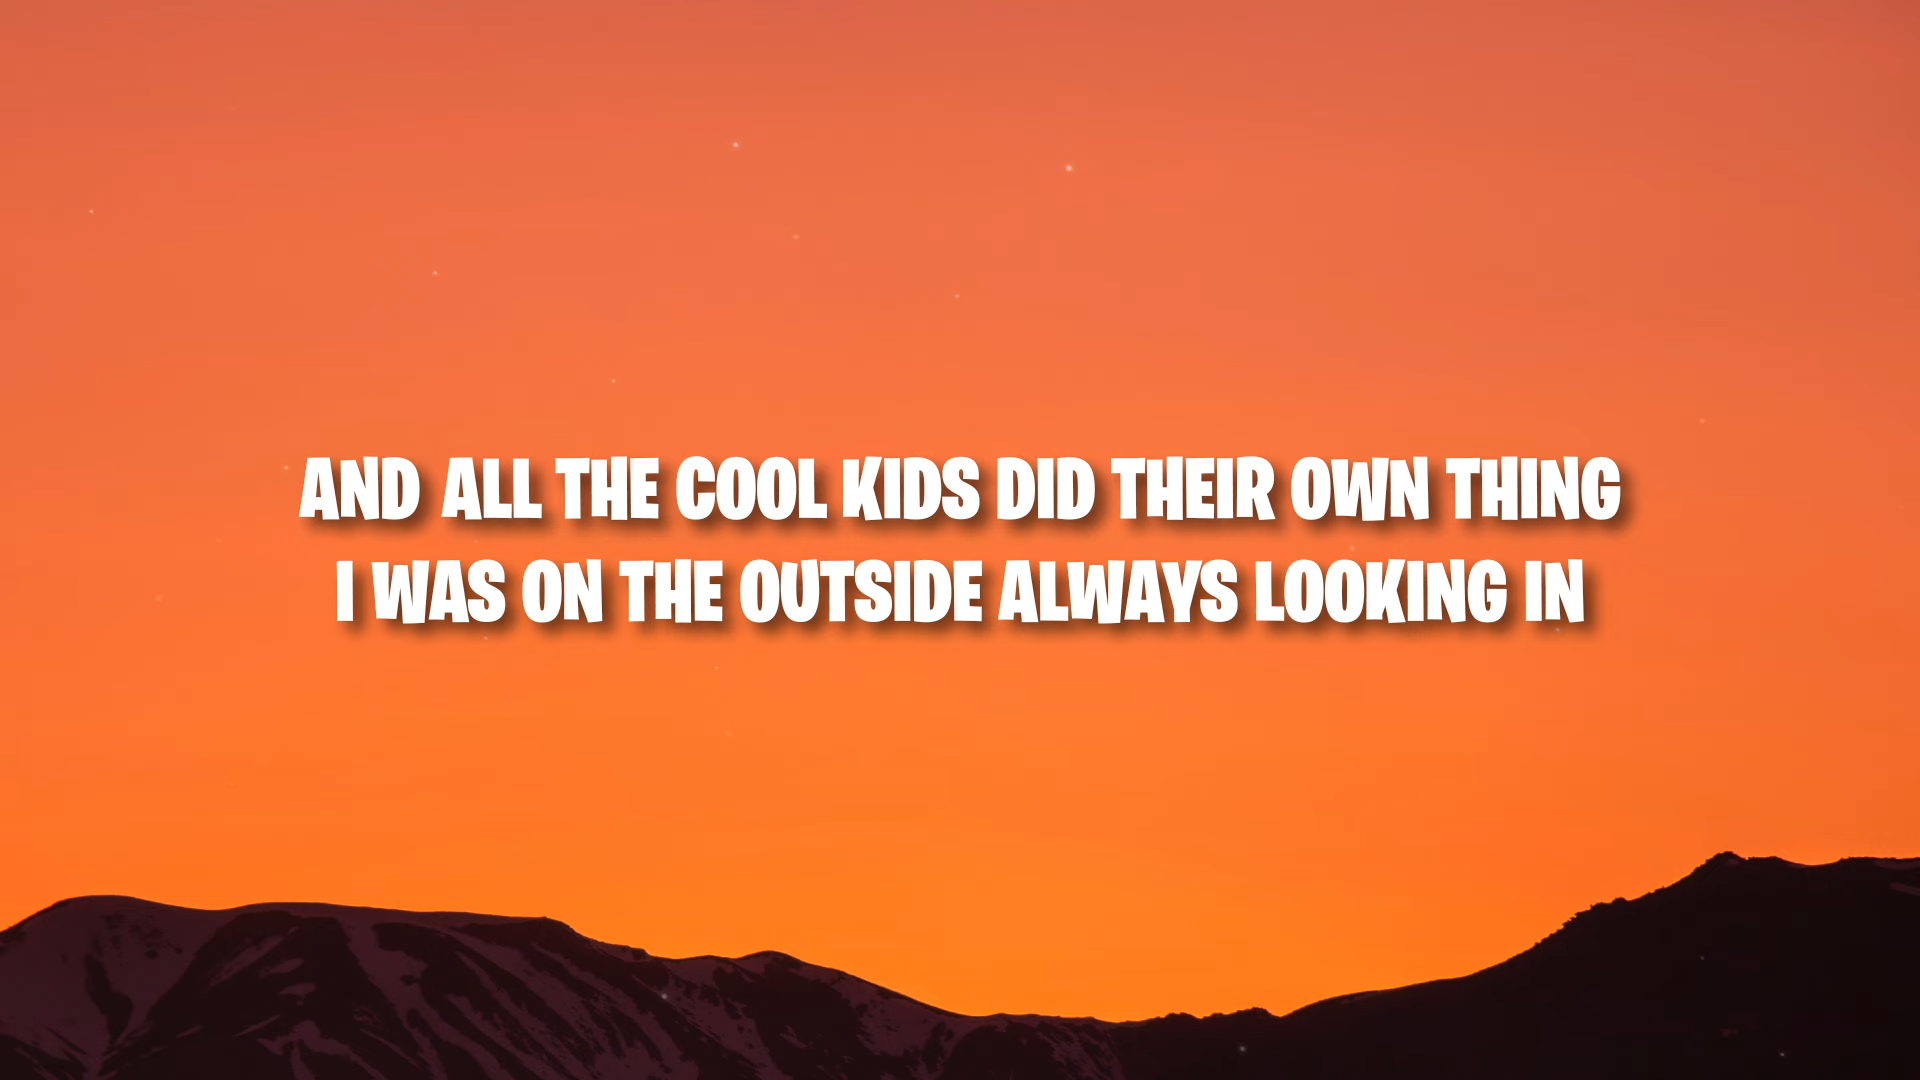 AND ALL THE COOL KIDS DID THEIR OWN THING
I WAS ON THE OUTSIDE ALWAYS LOOKING IN